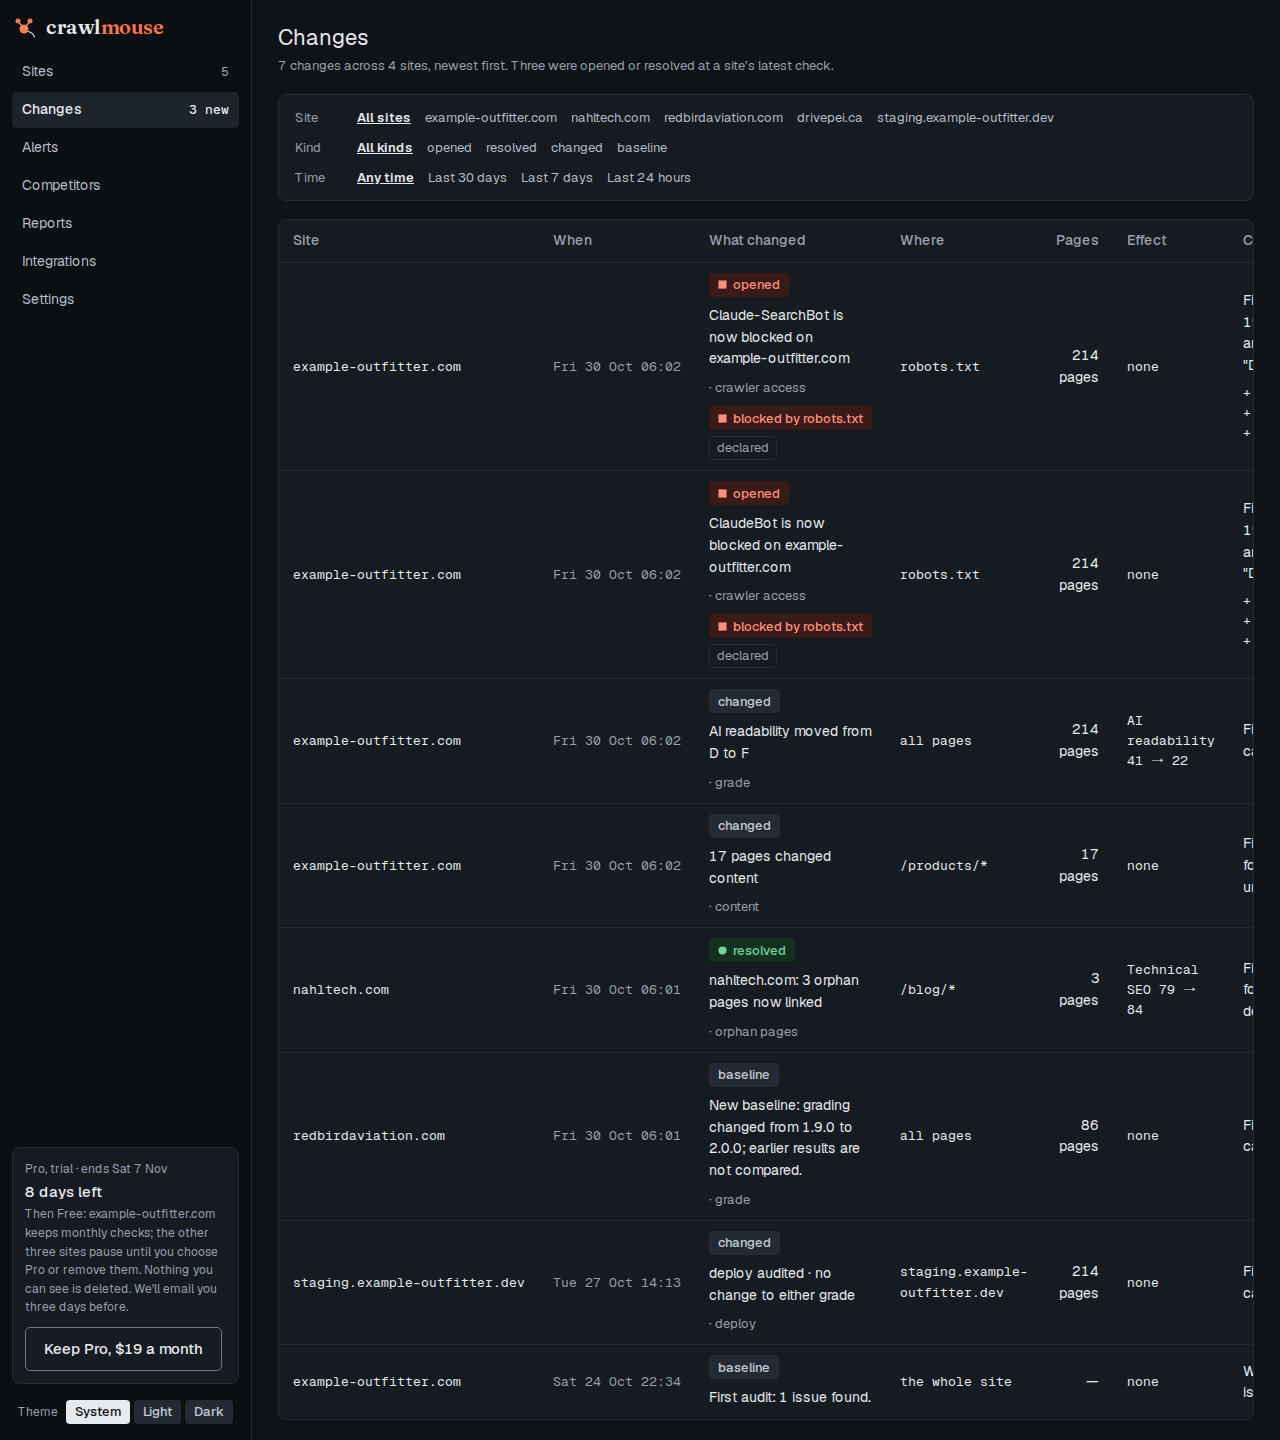 crawlmouse
Sites 5
Changes 3 new
Alerts
Competitors
Reports
Integrations
Settings
Pro, trial · ends Sat 7 Nov
8 days left
Then Free: example-outfitter.com
keeps monthly checks; the other
three sites pause until you choose
Pro or remove them. Nothing you
can see is deleted. We'll email you
three days before.
Keep Pro, $19 a month
Theme System Light Dark
Changes
7 changes across 4 sites, newest first. Three were opened or resolved at a site's latest check.
Site All sites example-outfitter.com nahltech.com redbirdaviation.com drivepei.ca staging.example-outfitter.dev
Kind All kinds opened resolved changed baseline
Time Any time Last 30 days Last 7 days Last 24 hours
Site When What changed Where Pages Effect
opened
Claude-SearchBot is
now blocked on
example-outfitter.com
· crawler access
blocked by robots.txt
declared
example-outfitter.com Fri 30 Oct 06:02 robots.txt 214
pages
none
+
+
+
opened
ClaudeBot is now
blocked on example-
outfitter.com
· crawler access
blocked by robots.txt
declared
example-outfitter.com Fri 30 Oct 06:02 robots.txt 214
pages
none
+
+
+
changed
AI readability moved from
D to F
· grade
example-outfitter.com Fri 30 Oct 06:02 all pages 214
pages
AI
readability
41 → 22
changed
17 pages changed
content
· content
example-outfitter.com Fri 30 Oct 06:02 /products/* 17
pages
none
resolved
nahltech.com: 3 orphan
pages now linked
· orphan pages
nahltech.com Fri 30 Oct 06:01 /blog/* 3
pages
Technical
SEO 79 →
84
baseline
New baseline: grading
changed from 1.9.0 to
2.0.0; earlier results are
not compared.
· grade
redbirdaviation.com Fri 30 Oct 06:01 all pages 86
pages
none
changed
deploy audited · no
change to either grade
· deploy
staging.example-outfitter.dev Tue 27 Oct 14:13 staging.example-
outfitter.dev
214
pages
none
baseline
First audit: 1 issue found.
example-outfitter.com Sat 24 Oct 22:34 the whole site — none